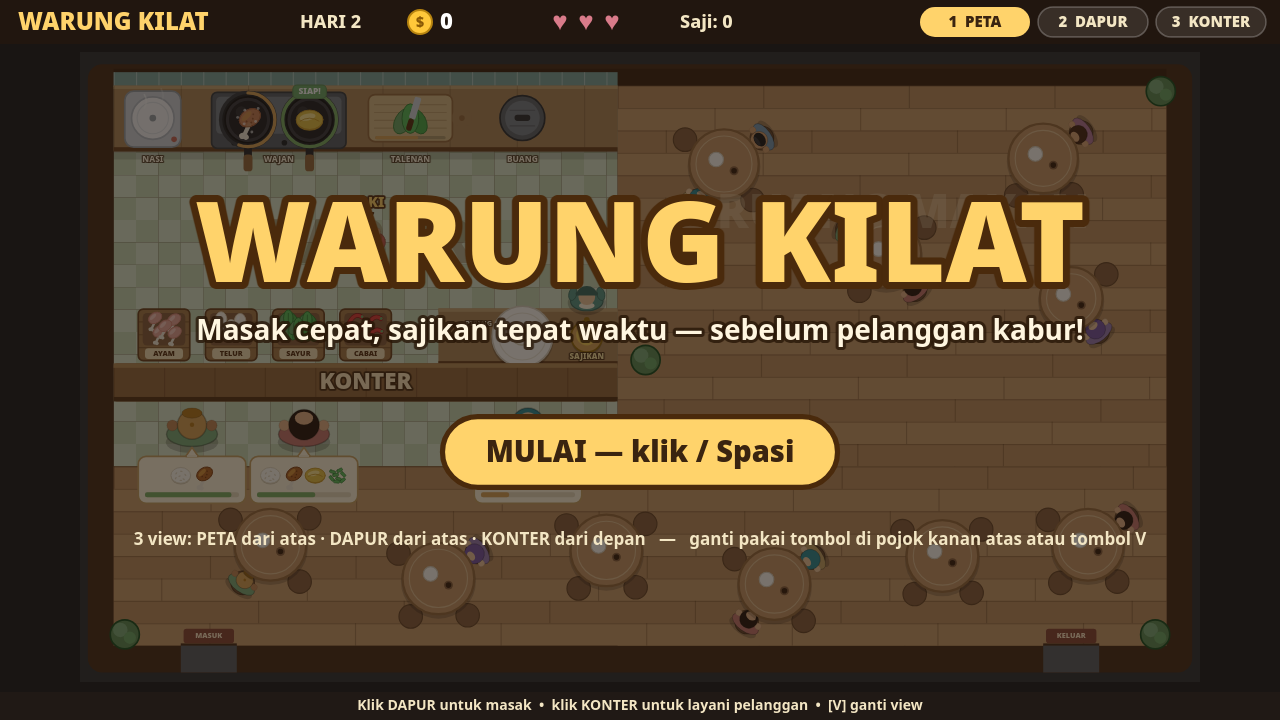 WARUNG KILAT
HARI 2
$ 0
Saji: 0
1 PETA
2 DAPUR
3 KONTER
SIAP!
NASI
WAJAN
TALENAN
BUANG
WARUNG KILAT
Masak cepat, sajikan tepat waktu — sebelum pelanggan kabur!
AYAM
TELUR
SAYUR
CABAI
SAJIKAN
KONTER
MULAI — klik / Spasi
3 view: PETA dari atas · DAPUR dari atas · KONTER dari depan — ganti pakai tombol di pojok kanan atas atau tombol V
MASUK
KELUAR
Klik DAPUR untuk masak • klik KONTER untuk layani pelanggan • [V] ganti view